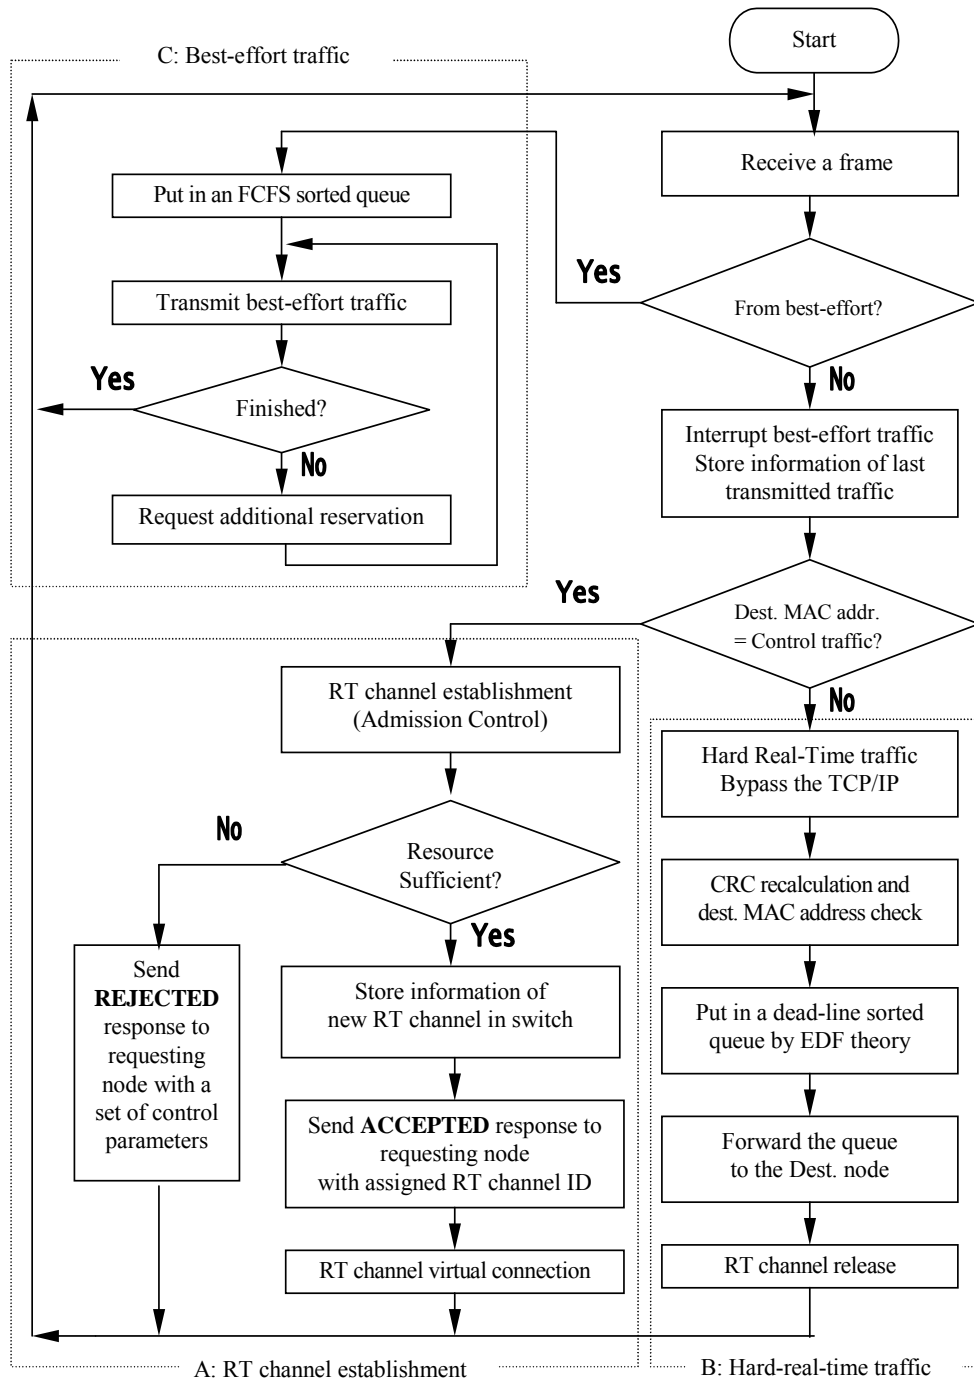 Start
C: Best-effort traffic
Receive a frame
Put in an FCFS sorted queue
Yes
From best-effort?
Transmit best-effort traffic
No
Yes
Finished?
Interrupt best-effort traffic
Store information of last
transmitted traffic
No
Request additional reservation
Yes
Dest. MAC addr.
= Control traffic?
No
RT channel establishment
(Admission Control)
Hard Real-Time traffic
Bypass the TCP/IP
No
Resource
Sufficient?
CRC recalculation and
dest. MAC address check
Yes
Send
REJECTED
response to
requesting
node with a
set of control
parameters
Store information of
new RT channel in switch
Put in a dead-line sorted
queue by EDF theory
Send ACCEPTED response to
requesting node
with assigned RT channel ID
Forward the queue
to the Dest. node
RT channel virtual connection
RT channel release
A: RT channel establishment
B: Hard-real-time traffic